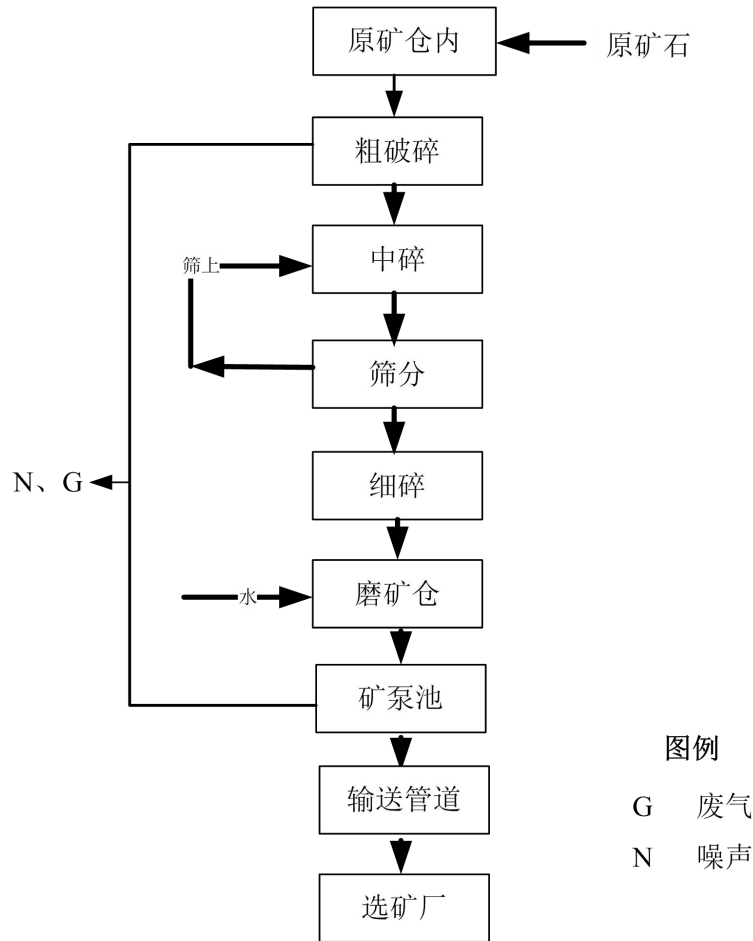 原矿仓内
原矿石
粗破碎
筛上
中碎
筛分
N、G
细碎
水
磨矿仓
矿泵池
图例
输送管道
G 废气
N 噪声
选矿厂